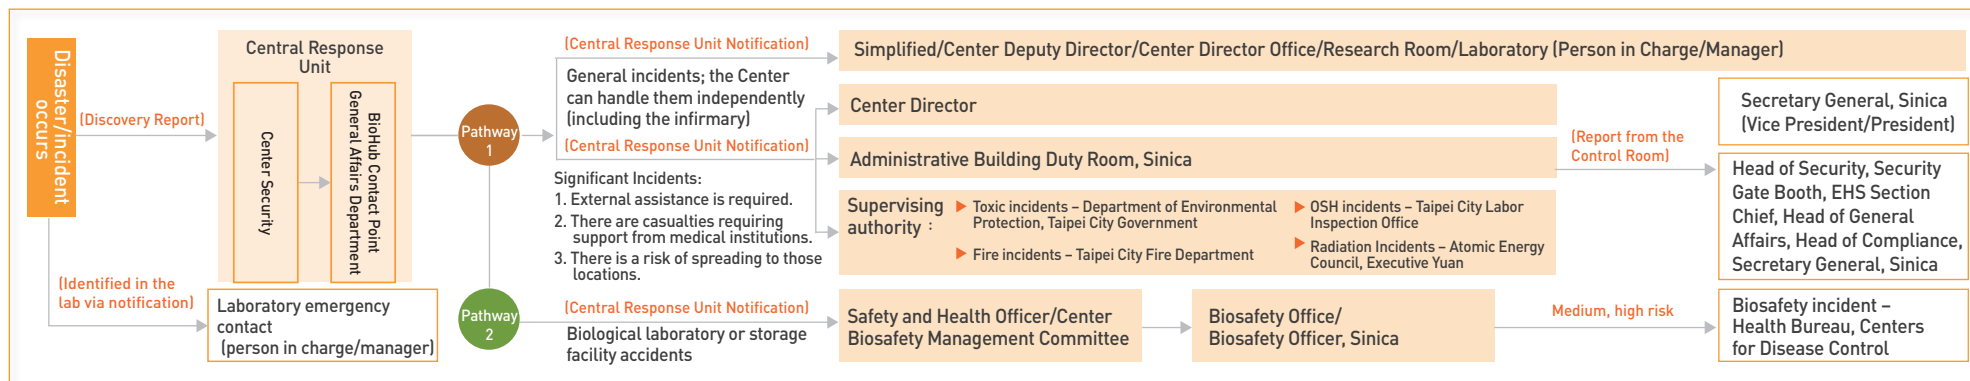 Disaster/incident
occurs
(Discovery Report)
(Identified in the
lab via notification)
Central Response
Unit
Center Security
BioHub Contact Point
General Affairs Department
Laboratory emergency
contact
(person in charge/manager)
Pathway
1
Pathway
2
(Central Response Unit Notification)
General incidents; the Center
can handle them independently
(including the infirmary)
(Central Response Unit Notification)
Significant Incidents:
1. External assistance is required.
2. There are casualties requiring
support from medical institutions.
3. There is a risk of spreading to those
locations.
(Central Response Unit Notification)
Biological laboratory or storage
facility accidents
Simplified/Center Deputy Director/Center Director Office/Research Room/Laboratory (Person in Charge/Manager)
Center Director
Administrative Building Duty Room, Sinica
Supervising
authority :
▶ Toxic incidents – Department of Environmental
Protection, Taipei City Government
▶ Fire incidents – Taipei City Fire Department
▶ OSH incidents – Taipei City Labor
Inspection Office
▶ Radiation Incidents – Atomic Energy
Council, Executive Yuan
Safety and Health Officer/Center
Biosafety Management Committee
Biosafety Office/
Biosafety Officer, Sinica
(Report from the
Control Room)
Medium, high risk
Secretary General, Sinica
(Vice President/President)
Head of Security, Security
Gate Booth, EHS Section
Chief, Head of General
Affairs, Head of Compliance,
Secretary General, Sinica
Biosafety incident –
Health Bureau, Centers
for Disease Control